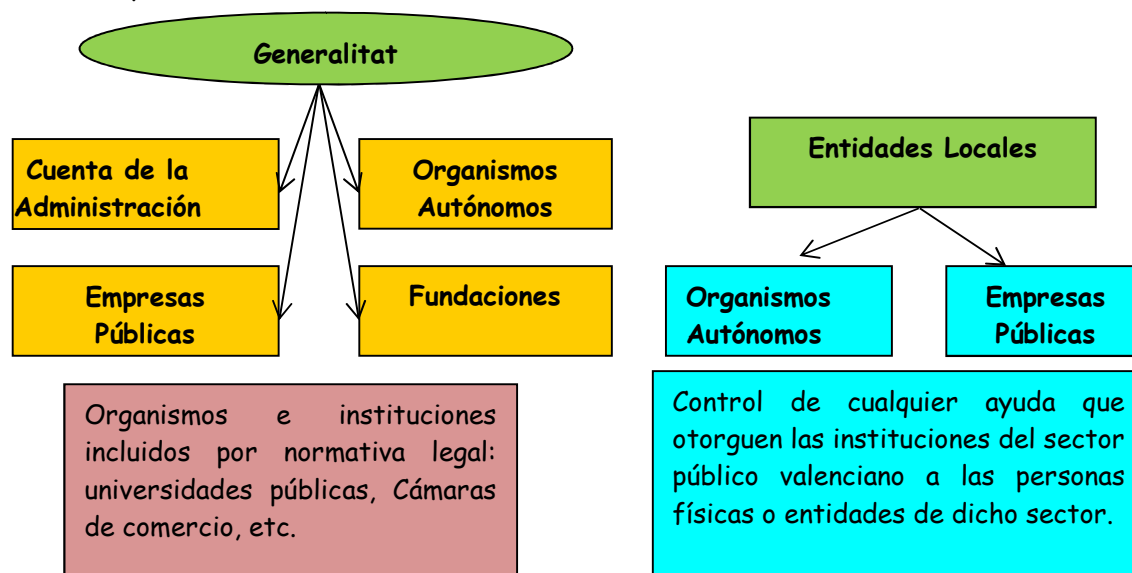 Generalitat
Cuenta de la
Administración
Organismos
Autónomos
Empresas
Públicas
Fundaciones
Organismos e instituciones
incluidos por normativa legal:
universidades públicas, Cámaras
de comercio, etc.
Entidades Locales
Organismos
Autónomos
Empresas
Públicas
Control de cualquier ayuda que
otorguen las instituciones del sector
público valenciano a las personas
físicas o entidades de dicho sector.